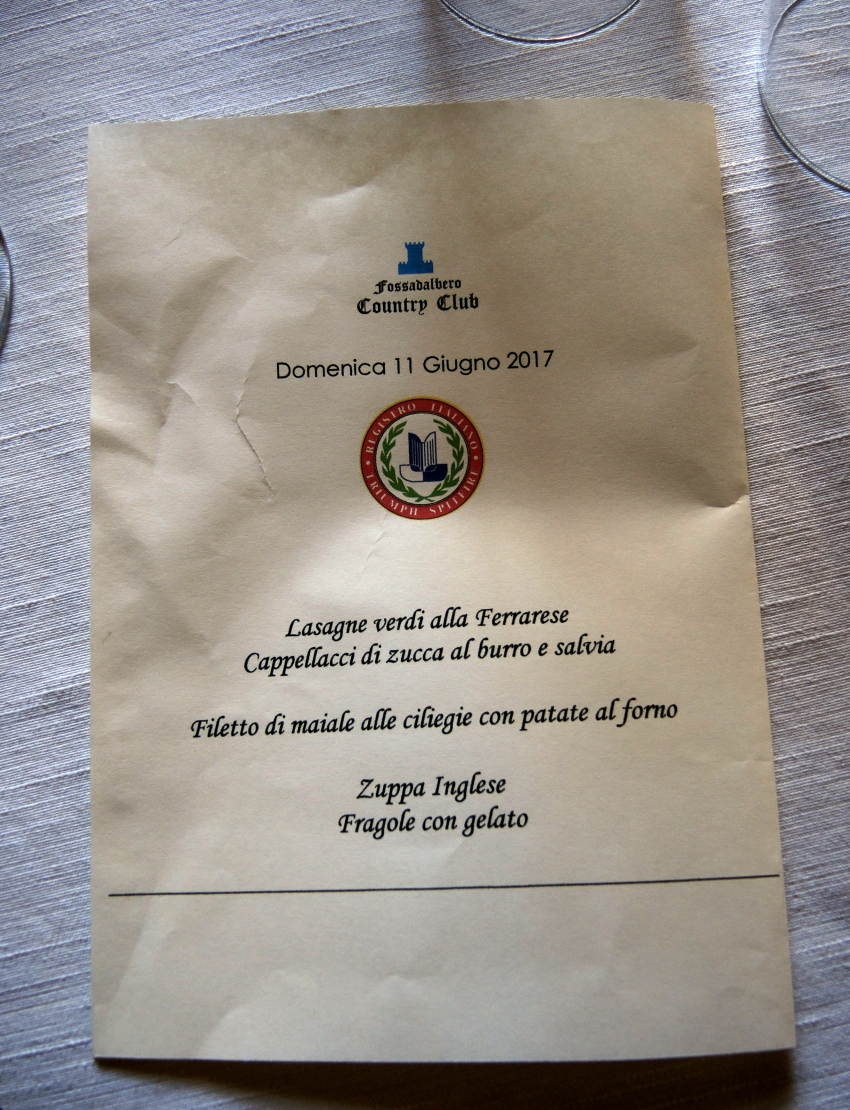 Fossadalbero
Country Club
Domenica 11 Giugno 2017
REGISTRO ITALIANO
TRIUMPH SPITFIRE
Lasagne verdi alla Ferrarese
Cappellacci di zucca al burro e salvia
Filetto di maiale alle ciliegie con patate al forno
Zuppa Inglese
Fragole con gelato